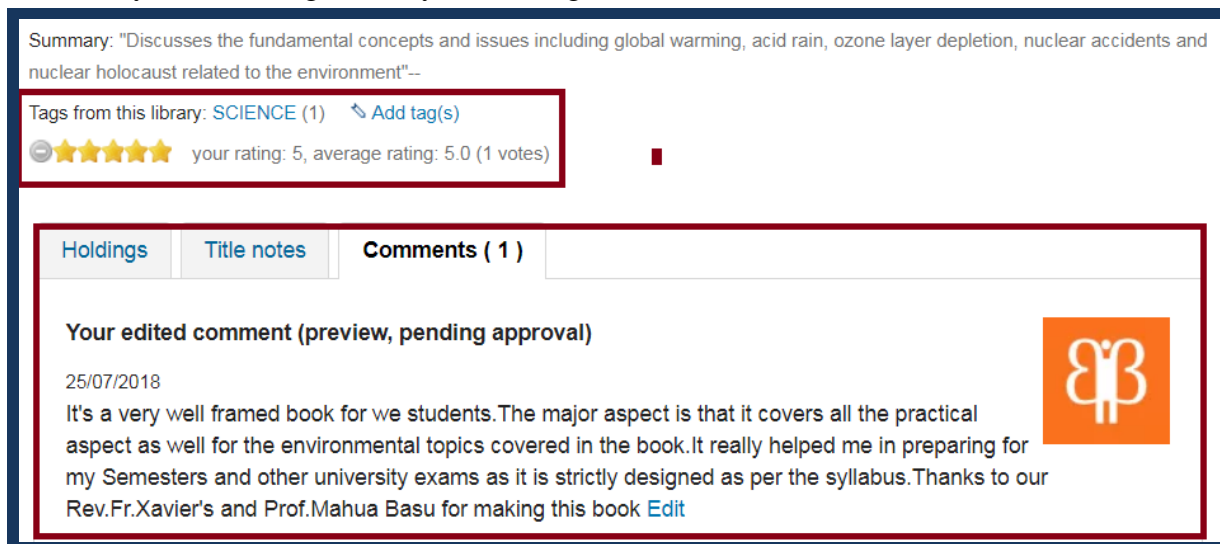 Summary: "Discusses the fundamental concepts and issues including global warming, acid rain, ozone layer depletion, nuclear accidents and
nuclear holocaust related to the environment"--
Tags from this library: SCIENCE (1) Add tag(s)
your rating: 5, average rating: 5.0 (1 votes)
Holdings Title notes Comments ( 1 )
Your edited comment (preview, pending approval)
25/07/2018
It's a very well framed book for we students.The major aspect is that it covers all the practical
aspect as well for the environmental topics covered in the book.It really helped me in preparing for
my Semesters and other university exams as it is strictly designed as per the syllabus.Thanks to our
Rev.Fr.Xavier's and Prof.Mahua Basu for making this book Edit